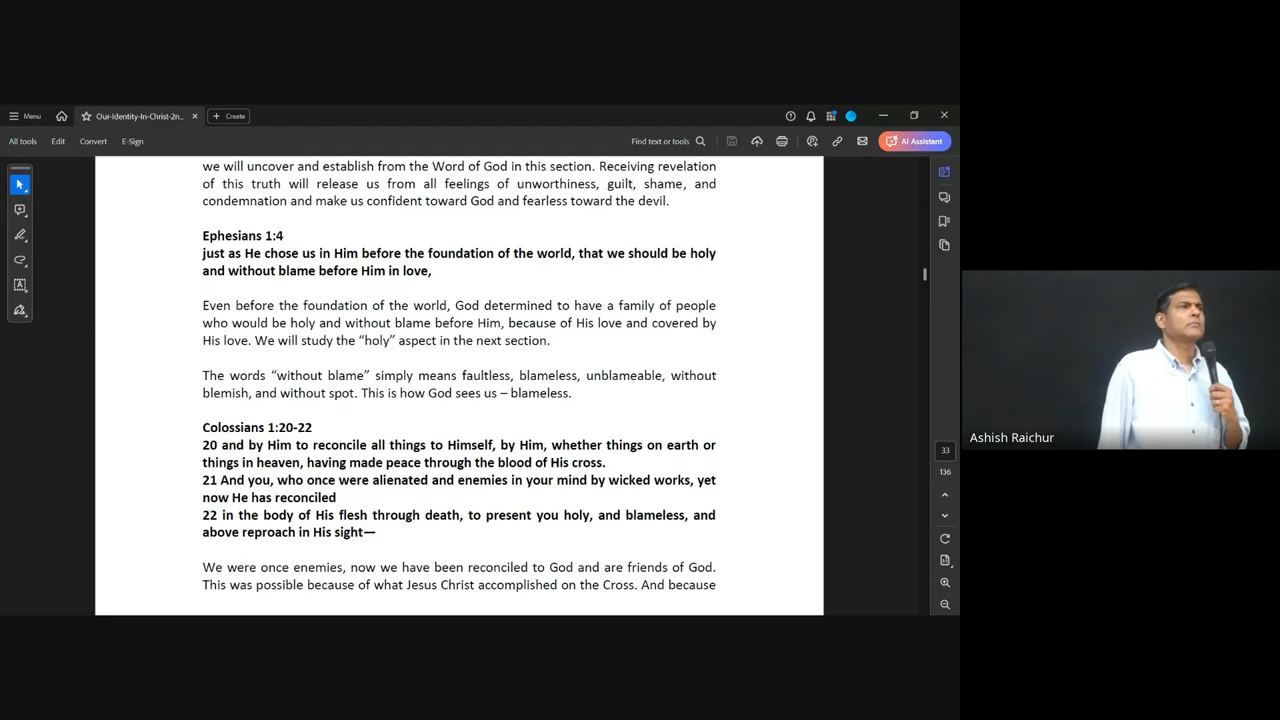 Menu
Our-Identity-In-Christ-2n...
Create
All tools
Edit
Convert
E-Sign
Find text or tools
AI Assistant
we will uncover and establish from the Word of God in this section. Receiving revelation
of this truth will release us from all feelings of unworthiness, guilt, shame, and
condemnation and make us confident toward God and fearless toward the devil.
Ephesians 1:4
just as He chose us in Him before the foundation of the world, that we should be holy
and without blame before Him in love,
Even before the foundation of the world, God determined to have a family of people
who would be holy and without blame before Him, because of His love and covered by
His love. We will study the “holy” aspect in the next section.
The words “without blame” simply means faultless, blameless, unblameable, without
blemish, and without spot. This is how God sees us – blameless.
Colossians 1:20-22
20 and by Him to reconcile all things to Himself, by Him, whether things on earth or
things in heaven, having made peace through the blood of His cross.
21 And you, who once were alienated and enemies in your mind by wicked works, yet
now He has reconciled
22 in the body of His flesh through death, to present you holy, and blameless, and
above reproach in His sight—
We were once enemies, now we have been reconciled to God and are friends of God.
This was possible because of what Jesus Christ accomplished on the Cross. And because
33
136
Ashish Raichur